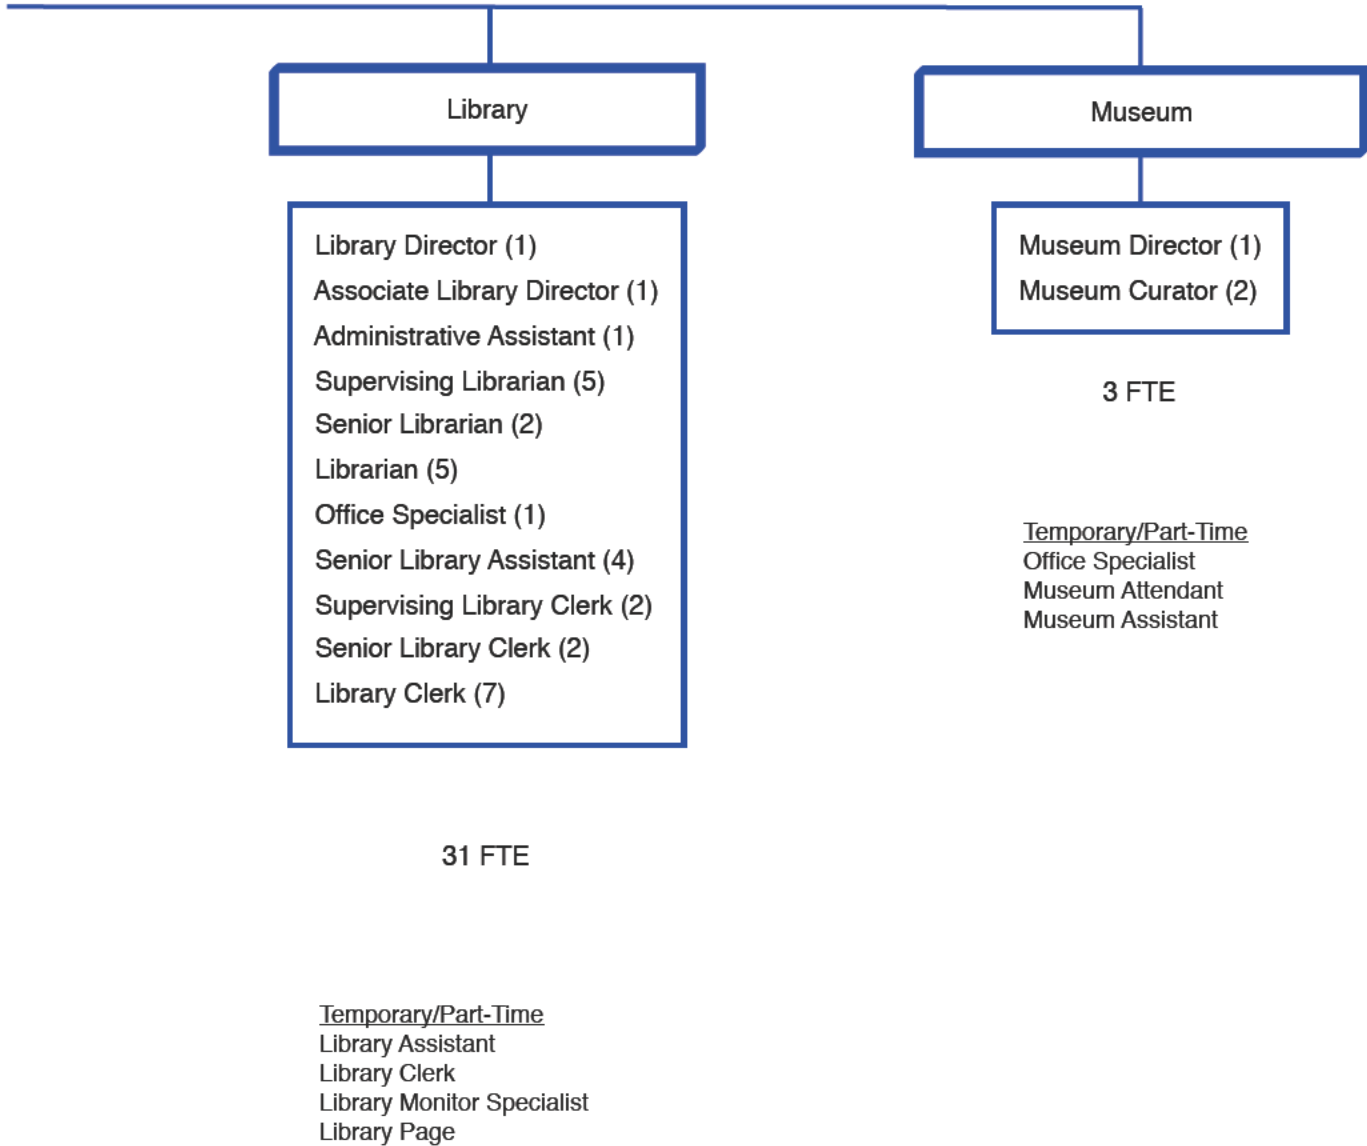 Library
Library Director (1)
Associate Library Director (1)
Administrative Assistant (1)
Supervising Librarian (5)
Senior Librarian (2)
Librarian (5)
Office Specialist (1)
Senior Library Assistant (4)
Supervising Library Clerk (2)
Senior Library Clerk (2)
Library Clerk (7)
31 FTE
Temporary/Part-Time
Library Assistant
Library Clerk
Library Monitor Specialist
Library Page
Museum
Museum Director (1)
Museum Curator (2)
3 FTE
Temporary/Part-Time
Office Specialist
Museum Attendant
Museum Assistant